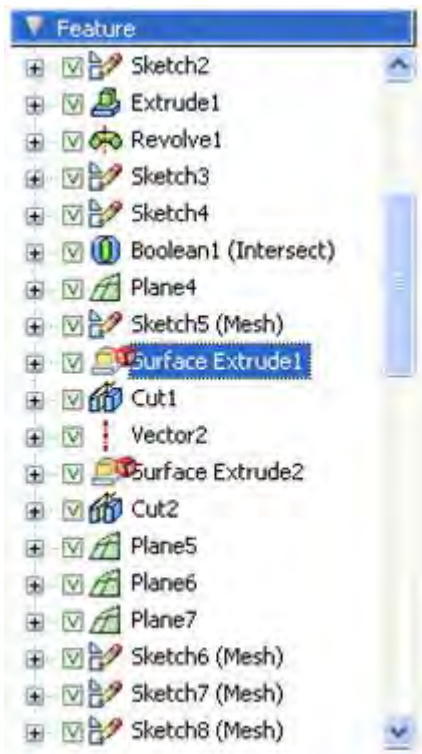 Feature
Sketch2
Extrude1
Revolve1
Sketch3
Sketch4
Boolean1 (Intersect)
Plane4
Sketch5 (Mesh)
Surface Extrude1
Cut1
Vector2
Surface Extrude2
Cut2
Plane5
Plane6
Plane7
Sketch6 (Mesh)
Sketch7 (Mesh)
Sketch8 (Mesh)